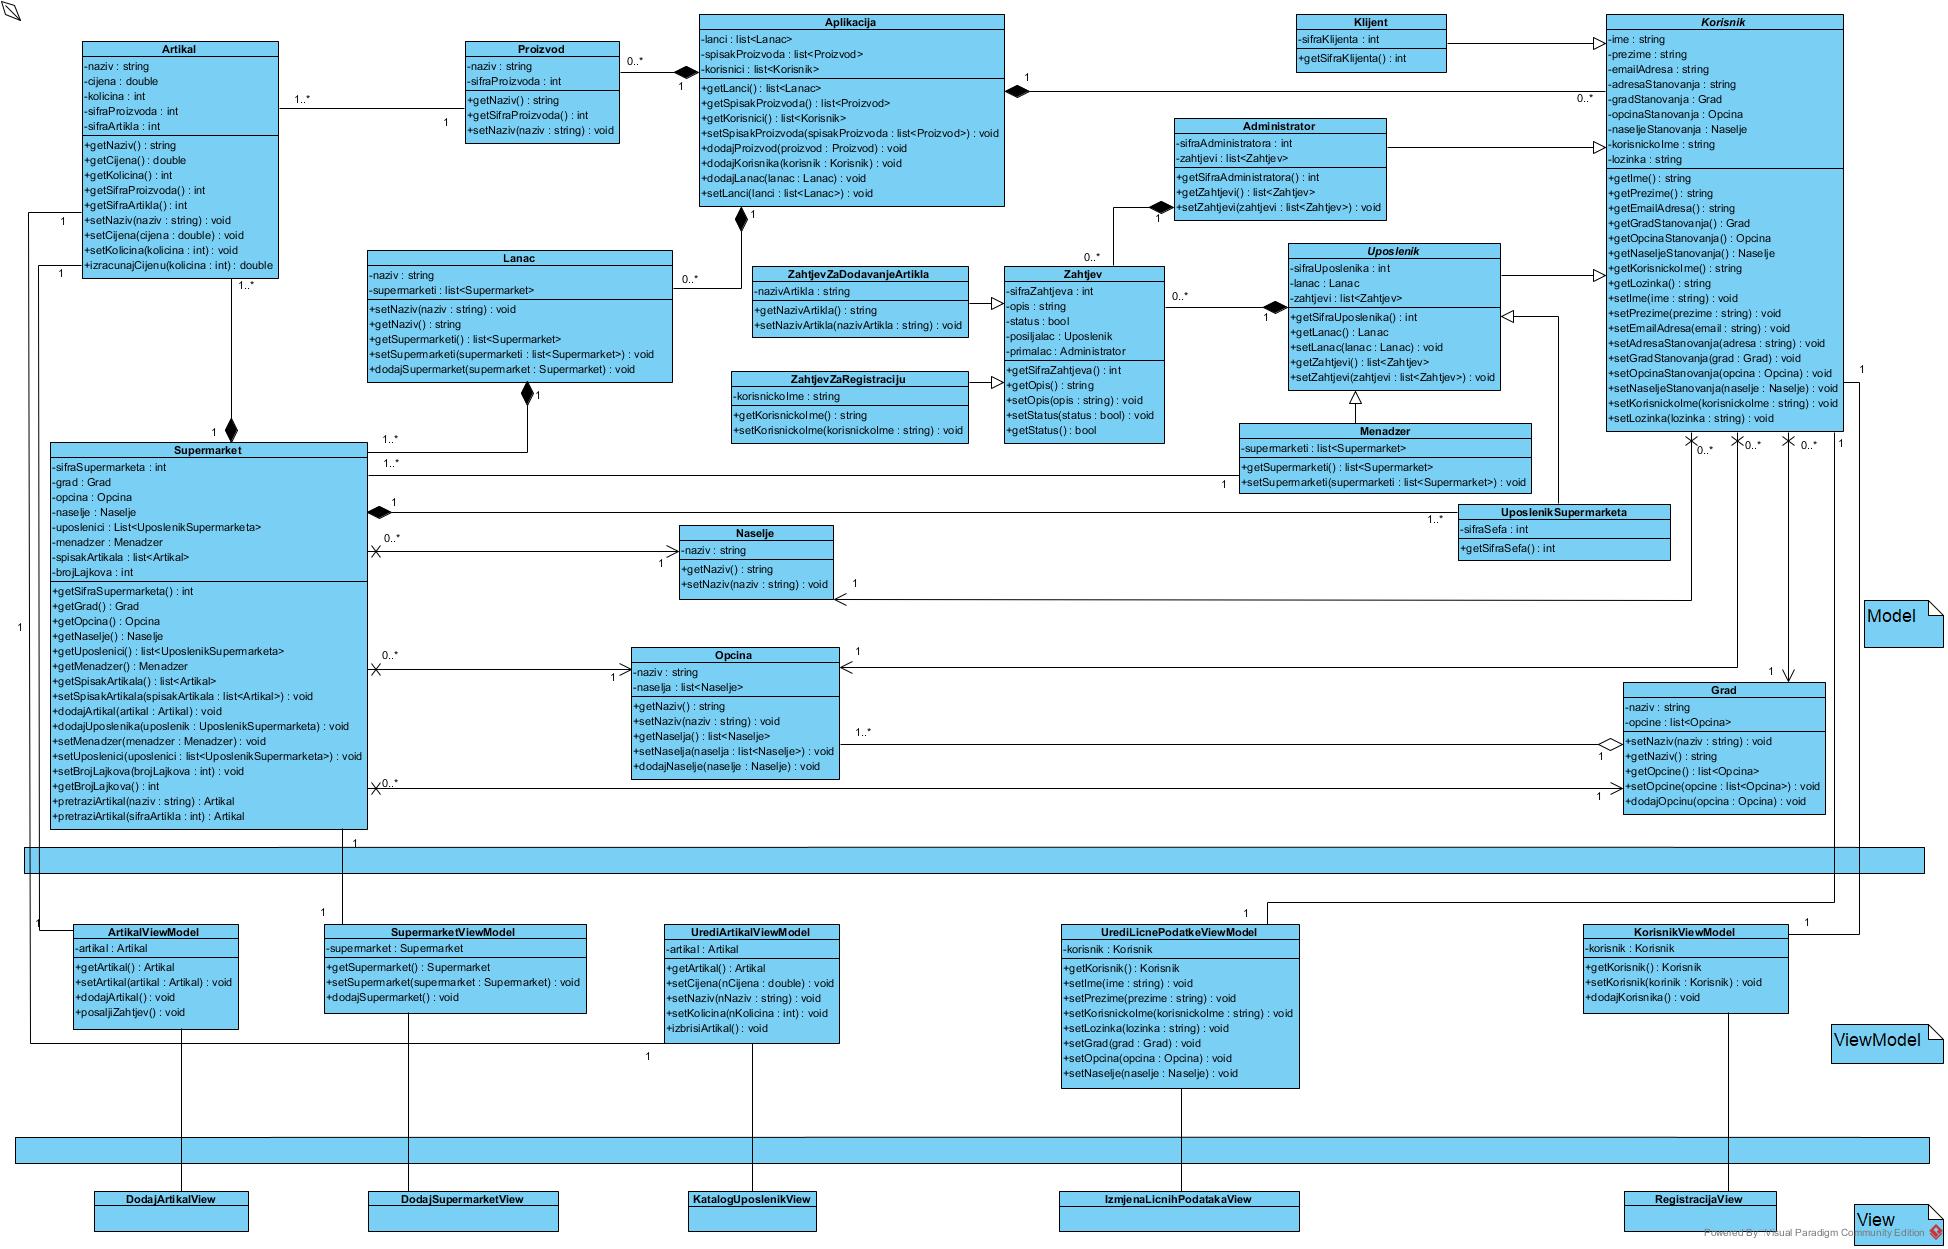 Artikal
-naziv : string
-cijena : double
-kolicina : int
-sifraProizvoda : int
-sifraArtikla : int
+getNaziv() : string
+getCijena() : double
+getKolicina() : int
+getSifraProizvoda() : int
+getSifraArtikla() : int
+setNaziv(naziv : string) : void
+setCijena(cijena : double) : void
+setKolicina(kolicina : int) : void
+izracunajCijenu(kolicina : int) : double
1..*
1
1
1
1..*
1
Proizvod
-naziv : string
-sifraProizvoda : int
+getNaziv() : string
+getSifraProizvoda() : int
+setNaziv(naziv : string) : void
0..*
1
Aplikacija
-lanci : list<Lanac>
-spisakProizvoda : list<Proizvod>
-korisnici : list<Korisnik>
+getLanci() : list<Lanac>
+getSpisakProizvoda() : list<Proizvod>
+getKorisnici() : list<Korisnik>
+setSpisakProizvoda(spisakProizvoda : list<Proizvod>) : void
+dodajProizvod(proizvod : Proizvod) : void
+dodajKorisnika(korisnik : Korisnik) : void
+dodajLanac(lanac : Lanac) : void
+setLanci(lanci : list<Lanac>) : void
1
0..*
1
0..*
Klijent
-sifraKlijenta : int
+getSifraKlijenta() : int
Korisnik
-ime : string
-prezime : string
-emailAdresa : string
-adresaStanovanja : string
-gradStanovanja : Grad
-opcinaStanovanja : Opcina
-naseljeStanovanja : Naselje
-korisnickoIme : string
-lozinka : string
+getIme() : string
+getPrezime() : string
+getEmailAdresa() : string
+getGradStanovanja() : Grad
+getOpcinaStanovanja() : Opcina
+getNaseljeStanovanja() : Naselje
+getKorisnickoIme() : string
+getLozinka() : string
+setIme(ime : string) : void
+setPrezime(prezime : string) : void
+setEmailAdresa(email : string) : void
+setAdresaStanovanja(adresa : string) : void
+setGradStanovanja(grad : Grad) : void
+setOpcinaStanovanja(opcina : Opcina) : void
+setNaseljeStanovanja(naselje : Naselje) : void
+setKorisnickoIme(korisnickoIme : string) : void
+setLozinka(lozinka : string) : void
0..*
0..*
0..*
1
1
Administrator
-sifraAdministratora : int
-zahtjevi : list<Zahtjev>
+getSifraAdministratora() : int
+getZahtjevi() : list<Zahtjev>
+setZahtjevi(zahtjevi : list<Zahtjev>) : void
1
0..*
Lanac
-naziv : string
-supermarketi : list<Supermarket>
+setNaziv(naziv : string) : void
+getNaziv() : string
+getSupermarketi() : list<Supermarket>
+setSupermarketi(supermarketi : list<Supermarket>) : void
+dodajSupermarket(supermarket : Supermarket) : void
1
1..*
ZahtjevZaDodavanjeArtikla
-nazivArtikla : string
+getNazivArtikla() : string
+setNazivArtikla(nazivArtikla : string) : void
ZahtjevZaRegistraciju
-korisnickoIme : string
+getKorisnickoIme() : string
+setKorisnickoIme(korisnickoIme : string) : void
Zahtjev
-sifraZahtjeva : int
-opis : string
-status : bool
-posiljalac : Uposlenik
-primalac : Administrator
+getSifraZahtjeva() : int
+getOpis() : string
+setOpis(opis : string) : void
+setStatus(status : bool) : void
+getStatus() : bool
0..*
1
Uposlenik
-sifraUposlenika : int
-lanac : Lanac
-zahtjevi : list<Zahtjev>
+getSifraUposlenika() : int
+getLanac() : Lanac
+setLanac(lanac : Lanac) : void
+getZahtjevi() : list<Zahtjev>
+setZahtjevi(zahtjevi : list<Zahtjev>) : void
Menadzer
-supermarketi : list<Supermarket>
+getSupermarketi() : list<Supermarket>
+setSupermarketi(supermarketi : list<Supermarket>) : void
1..*
1
UposlenikSupermarketa
-sifraSefa : int
+getSifraSefa() : int
1
1..*
Supermarket
-sifraSupermarketa : int
-grad : Grad
-opcina : Opcina
-naselje : Naselje
-uposlenici : List<UposlenikSupermarketa>
-menadzer : Menadzer
-spisakArtikala : list<Artikal>
-brojLajkova : int
+getSifraSupermarketa() : int
+getGrad() : Grad
+getOpcina() : Opcina
+getNaselje() : Naselje
+getUposlenici() : list<UposlenikSupermarketa>
+getMenadzer() : Menadzer
+getSpisakArtikala() : list<Artikal>
+setSpisakArtikala(spisakArtikala : list<Artikal>) : void
+dodajArtikal(artikal : Artikal) : void
+dodajUposlenika(uposlenik : UposlenikSupermarketa) : void
+setMenadzer(menadzer : Menadzer) : void
+setUposlenici(uposlenici : list<UposlenikSupermarketa>) : void
+setBrojLajkova(brojLajkova : int) : void
+getBrojLajkova() : int
+pretraziArtikal(naziv : string) : Artikal
+pretraziArtikal(sifraArtikla : int) : Artikal
0..*
1
0..*
1
0..*
1
1
Naselje
-naziv : string
+getNaziv() : string
+setNaziv(naziv : string) : void
1
Opcina
-naziv : string
-naselja : list<Naselje>
+getNaziv() : string
+setNaziv(naziv : string) : void
+getNaselja() : list<Naselje>
+setNaselja(naselja : list<Naselje>) : void
+dodajNaselje(naselje : Naselje) : void
1
1..*
1
Grad
-naziv : string
-opcine : list<Opcina>
+setNaziv(naziv : string) : void
+getNaziv() : string
+getOpcine() : list<Opcina>
+setOpcine(opcine : list<Opcina>) : void
+dodajOpcinu(opcina : Opcina) : void
1
Model
1
1
ArtikalViewModel
-artikal : Artikal
+getArtikal() : Artikal
+setArtikal(artikal : Artikal) : void
+dodajArtikal() : void
+posaljiZahtjev() : void
1
SupermarketViewModel
-supermarket : Supermarket
+getSupermarket() : Supermarket
+setSupermarket(supermarket : Supermarket) : void
+dodajSupermarket() : void
UrediArtikalViewModel
-artikal : Artikal
+getArtikal() : Artikal
+setCijena(nCijena : double) : void
+setNaziv(nNaziv : string) : void
+setKolicina(nKolicina : int) : void
+izbrisiArtikal() : void
1
1
UrediLicnePodatkeViewModel
-korisnik : Korisnik
+getKorisnik() : Korisnik
+setIme(ime : string) : void
+setPrezime(prezime : string) : void
+setKorisnickoIme(korisnickoIme : string) : void
+setLozinka(lozinka : string) : void
+setGrad(grad : Grad) : void
+setOpcina(opcina : Opcina) : void
+setNaselje(naselje : Naselje) : void
1
KorisnikViewModel
-korisnik : Korisnik
+getKorisnik() : Korisnik
+setKorisnik(korinik : Korisnik) : void
+dodajKorisnika() : void
ViewModel
DodajArtikalView
DodajSupermarketView
KatalogUposlenikView
IzmjenaLicnihPodatakaView
RegistracijaView
View
Powered By Visual Paradigm Community Edition